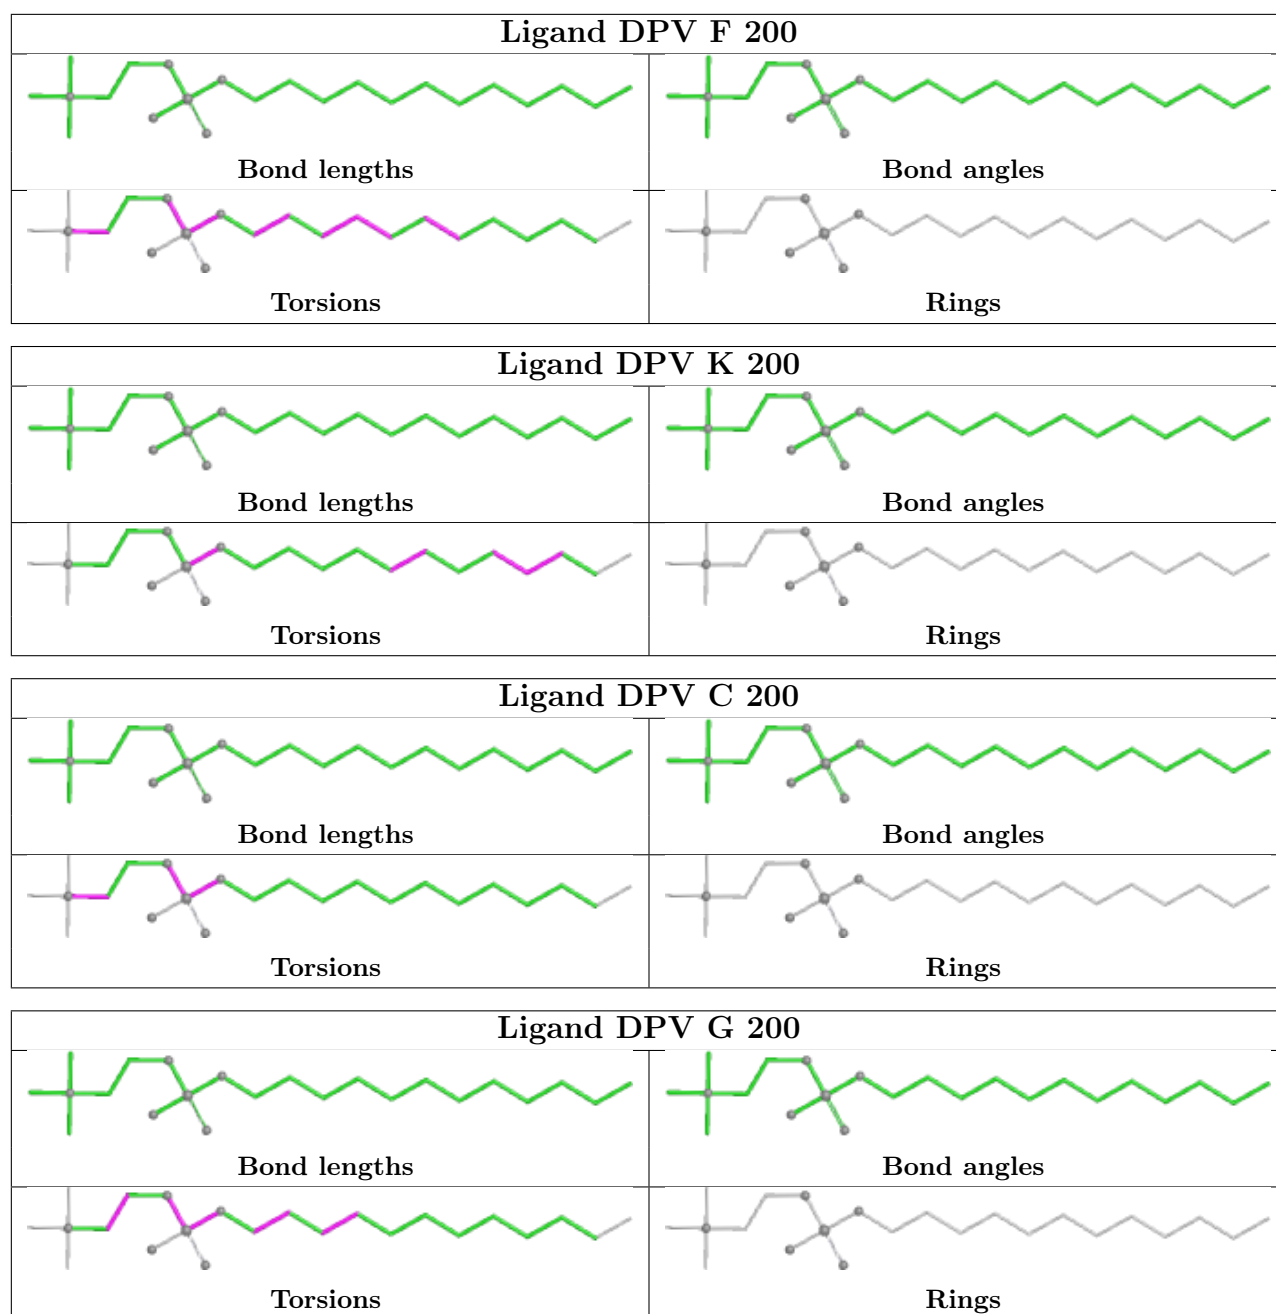 Ligand DPV F 200
Bond lengths Bond angles
Torsions Rings
Ligand DPV K 200
Bond lengths Bond angles
Torsions Rings
Ligand DPV C 200
Bond lengths Bond angles
Torsions Rings
Ligand DPV G 200
Bond lengths Bond angles
Torsions Rings